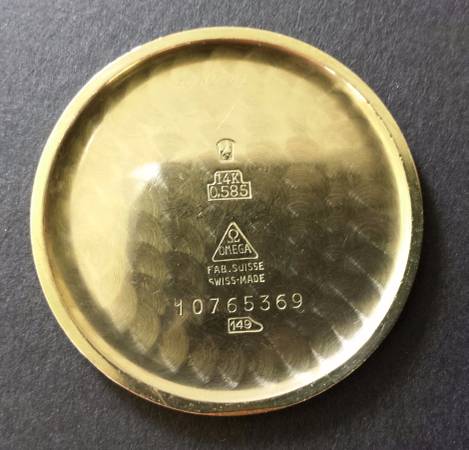 14K
0.585
Ω
OMEGA
FAB. SUISSE
SWISS-MADE
10765369
149